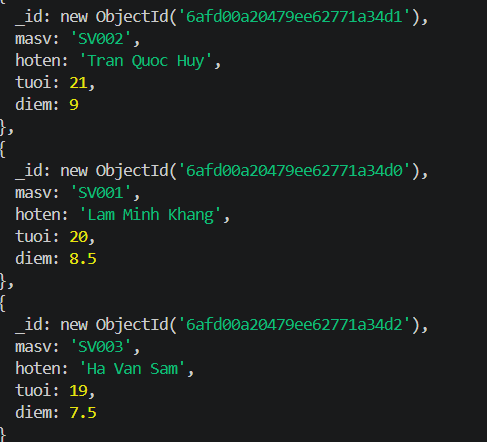 {
_id: new ObjectId('6afd00a20479ee62771a34d1'),
masv: 'SV002',
hoten: 'Tran Quoc Huy',
tuoi: 21,
diem: 9
},
{
_id: new ObjectId('6afd00a20479ee62771a34d0'),
masv: 'SV001',
hoten: 'Lam Minh Khang',
tuoi: 20,
diem: 8.5
},
{
_id: new ObjectId('6afd00a20479ee62771a34d2'),
masv: 'SV003',
hoten: 'Ha Van Sam',
tuoi: 19,
diem: 7.5
}